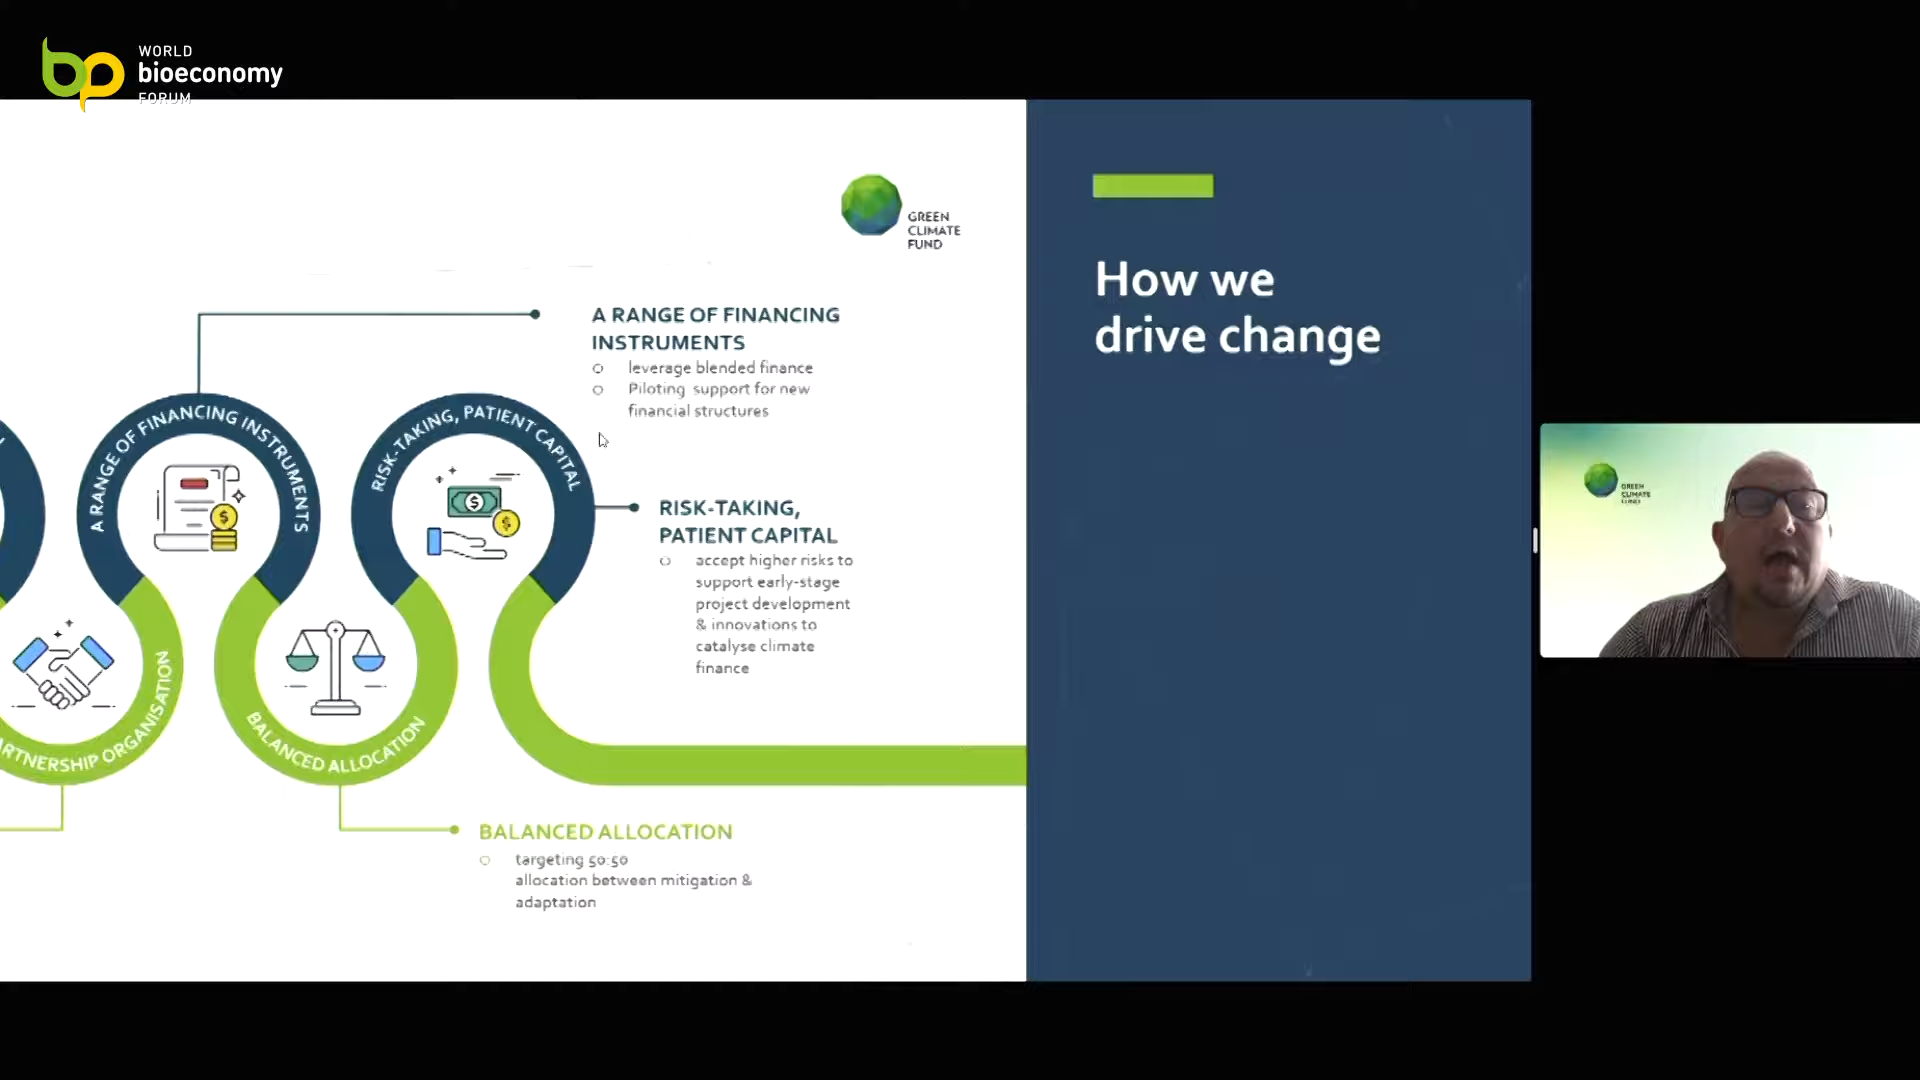 WORLD
bioeconomy
FORUM
GREEN
CLIMATE
FUND
How we
drive change
A RANGE OF FINANCING
INSTRUMENTS
leverage blended finance
Piloting support for new
financial structures
A RANGE OF FINANCING INSTRUMENTS
RISK-TAKING, PATIENT CAPITAL
RISK-TAKING,
PATIENT CAPITAL
accept higher risks to
support early-stage
project development
& innovations to
catalyse climate
finance
GREEN
CLIMATE
FUND
ARTNERSHIP ORGANISATION
BALANCED ALLOCATION
BALANCED ALLOCATION
targeting 50:50
allocation between mitigation &
adaptation